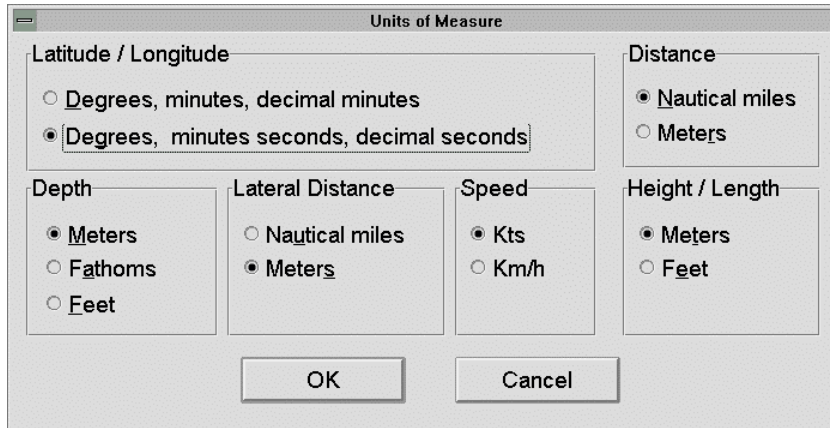 Units of Measure
Latitude / Longitude
Degrees, minutes, decimal minutes
Degrees,  minutes seconds, decimal seconds
Distance
Nautical miles
Meters
Depth
Meters
Fathoms
Feet
Lateral Distance
Nautical miles
Meters
Speed
Kts
Km/h
Height / Length
Meters
Feet
OK
Cancel